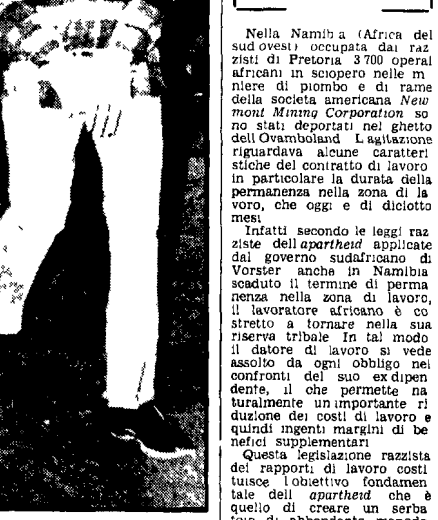 Nella Namib a (Africa del
sud ovest) occupata dai raz
zisti di Pretoria 3 700 operai
africani in sciopero nelle m
niere di piombo e di rame
della societa americana New
mont Mining Corporation so
no stati deportati nel ghetto
dell Ovamboland L agitazione
riguardava alcune caratteri
stiche del contratto di lavoro
in particolare la durata della
permanenza nella zona di la
voro, che oggi e di diciotto
mesi
Infatti secondo le leggi raz
ziste dell apartheid applicate
dal governo sudafricano di
Vorster anche in Namibia
scaduto il termine di perma
nenza nella zona di lavoro,
il lavoratore africano è co
stretto a tornare nella sua
riserva tribale In tal modo
il datore di lavoro si vede
assolto da ogni obbligo nei
confronti del suo ex dipen
dente, il che permette na
turalmente un importante ri
duzione dei costi di lavoro e
quindi ingenti margini di be
nefici supplementari
Questa legislazione razzista
dei rapporti di lavoro costi
tuisce l obiettivo fondamen
tale dell apartheid che è
quello di creare un serba